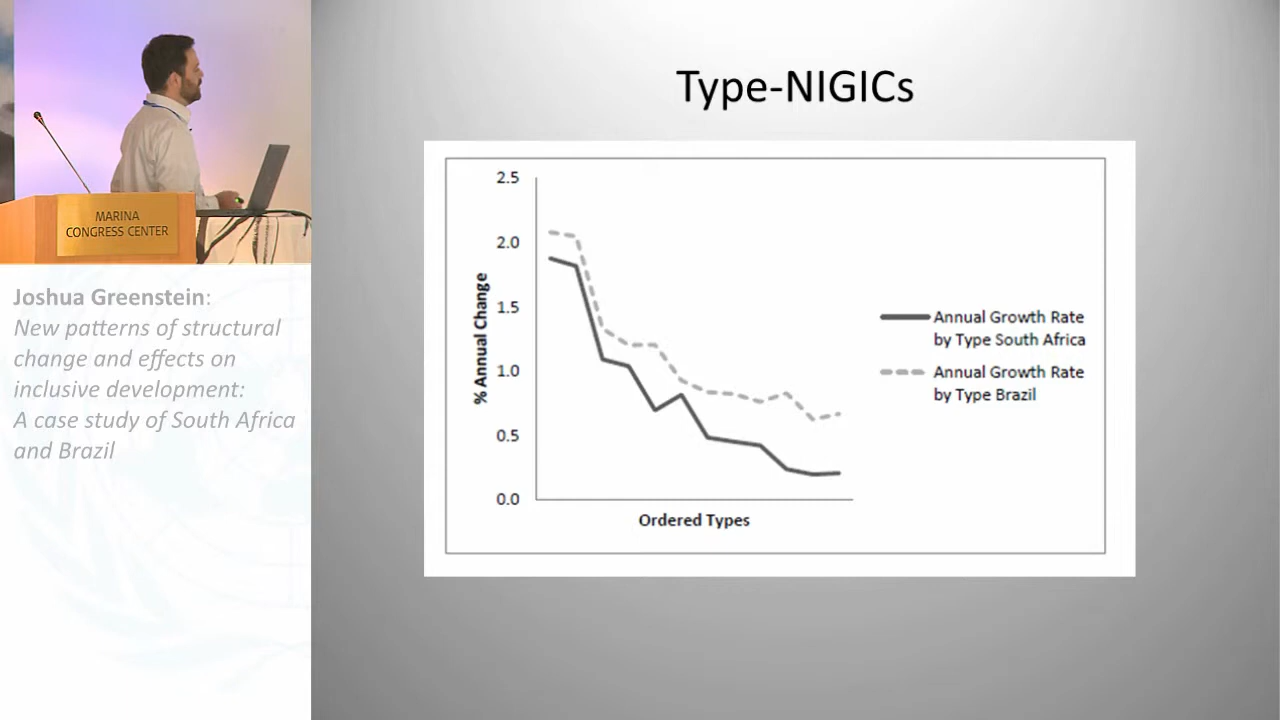 MARINA
CONGRESS CENTER
Joshua Greenstein:
New patterns of structural
change and effects on
inclusive development:
A case study of South Africa
and Brazil
Type-NIGICs
2.5
2.0
1.5
1.0
0.5
0.0
% Annual Change
Ordered Types
Annual Growth Rate
by Type South Africa
Annual Growth Rate
by Type Brazil